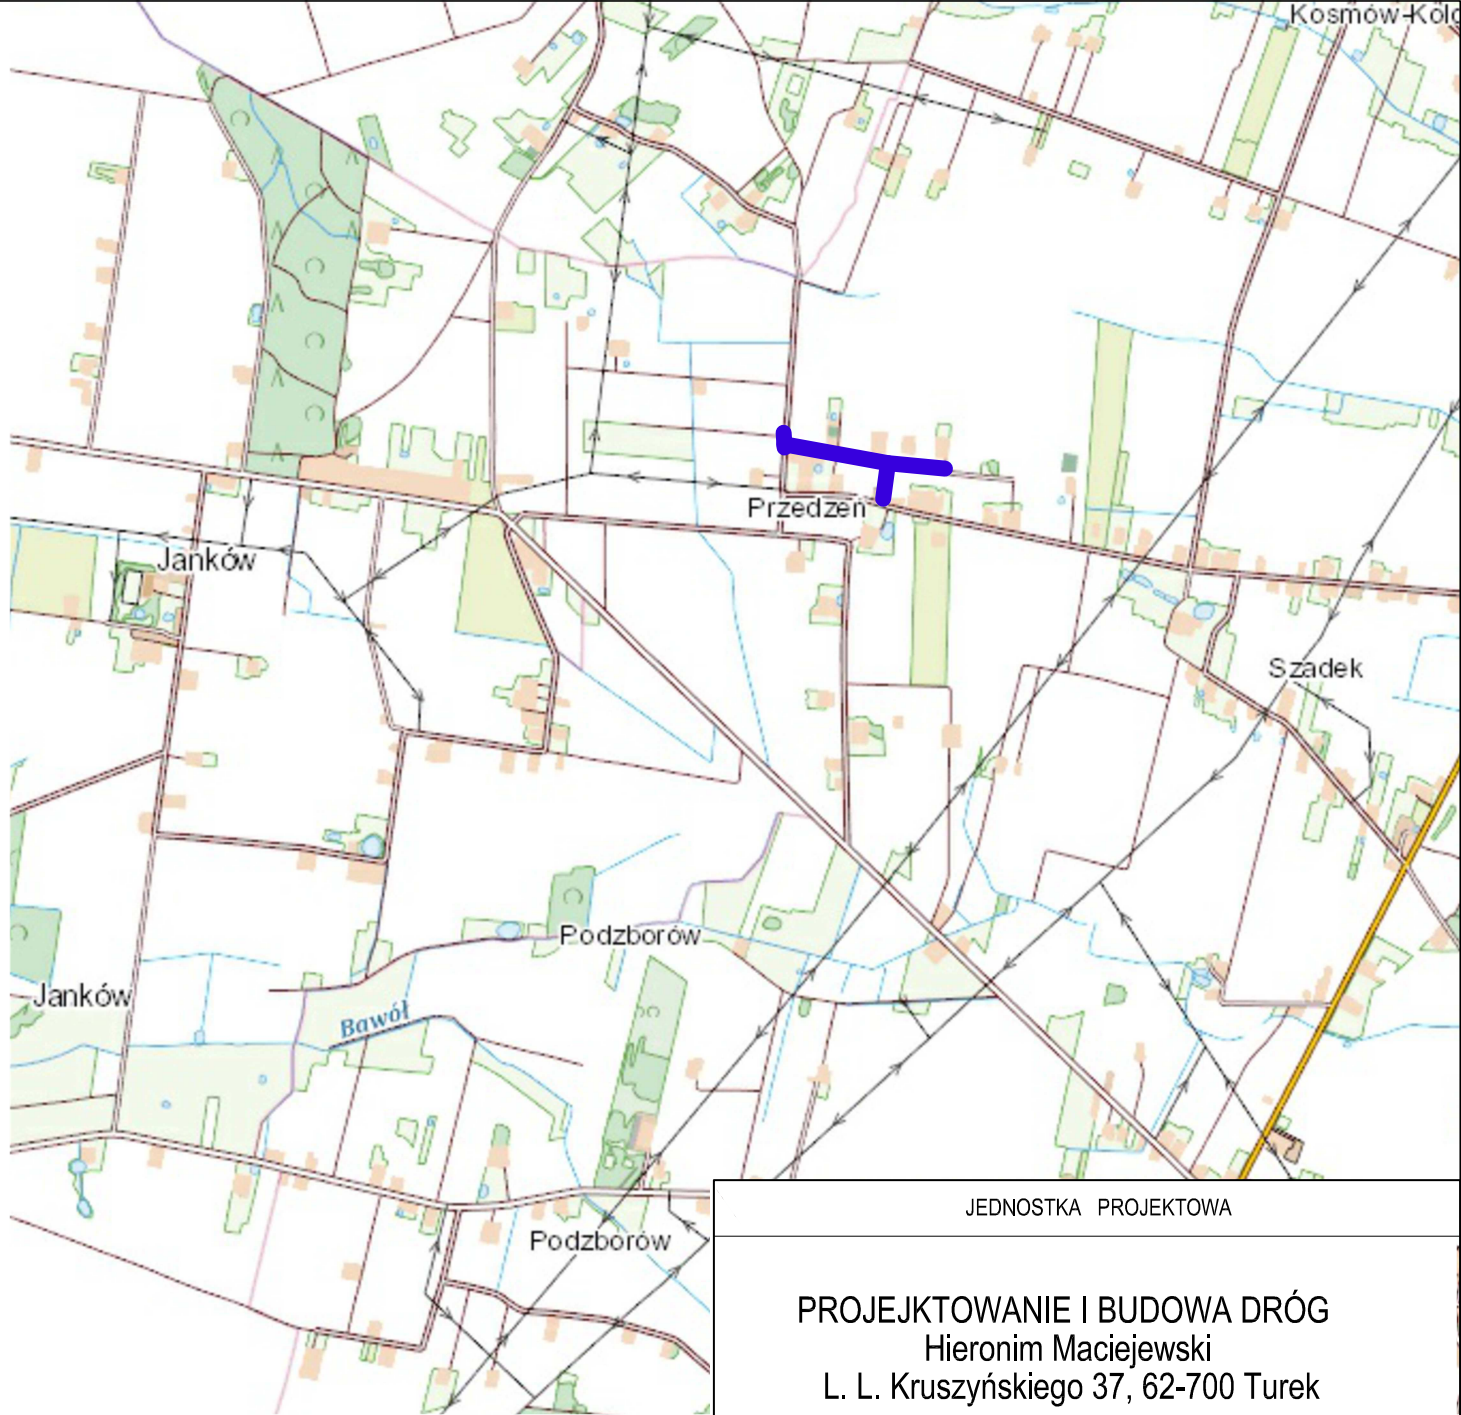 Kosmów-Kolo
Przedzeń
Janków
Szadek
Podzborów
Janków
Bawół
Podzborów
JEDNOSTKA PROJEKTOWA
PROJEJKTOWANIE I BUDOWA DRÓG
Hieronim Maciejewski
L. L. Kruszyńskiego 37, 62-700 Turek